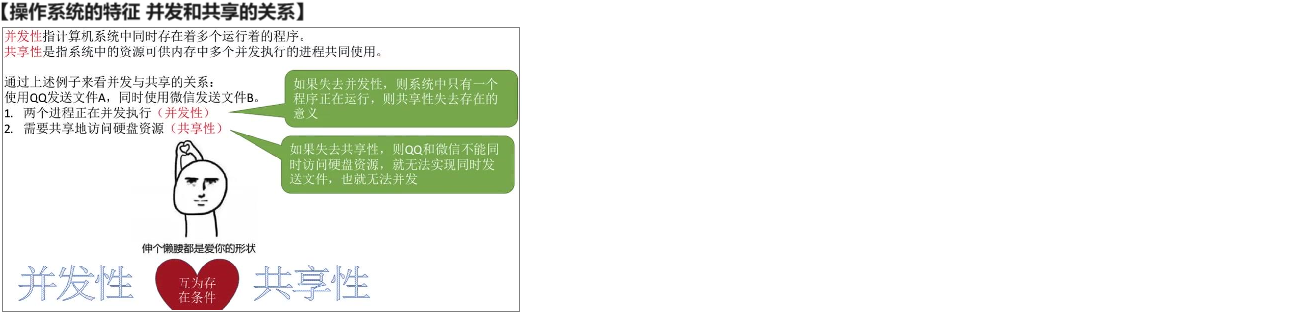 【操作系统的特征 并发和共享的关系】
并发性指计算机系统中同时存在着多个运行着的程序。
共享性是指系统中的资源可供内存中多个并发执行的进程共同使用。
通过上述例子来看并发与共享的关系：
使用QQ发送文件A，同时使用微信发送文件B。
1. 两个进程正在并发执行（并发性）
2. 需要共享地访问硬盘资源（共享性）
如果失去并发性，则系统中只有一个
程序正在运行，则共享性失去存在的
意义
如果失去共享性，则QQ和微信不能同
时访问硬盘资源，就无法实现同时发
送文件，也就无法并发
伸个懒腰都是爱你的形状
并发性
互为存
在条件
共享性